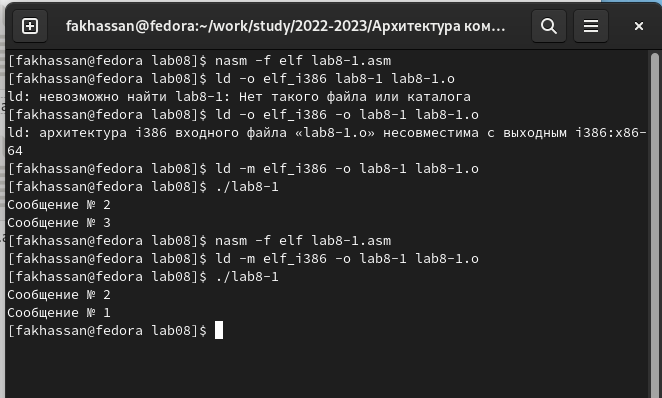 fakhassan@fedora:~/work/study/2022-2023/Архитектура ком...
[fakhassan@fedora lab08]$ nasm -f elf lab8-1.asm
[fakhassan@fedora lab08]$ ld -o elf_i386 lab8-1 lab8-1.o
ld: невозможно найти lab8-1: Нет такого файла или каталога
[fakhassan@fedora lab08]$ ld -o elf_i386 -o lab8-1 lab8-1.o
ld: архитектура i386 входного файла «lab8-1.o» несовместима с выходным i386:x86-
64
[fakhassan@fedora lab08]$ ld -m elf_i386 -o lab8-1 lab8-1.o
[fakhassan@fedora lab08]$ ./lab8-1
Сообщение № 2
Сообщение № 3
[fakhassan@fedora lab08]$ nasm -f elf lab8-1.asm
[fakhassan@fedora lab08]$ ld -m elf_i386 -o lab8-1 lab8-1.o
[fakhassan@fedora lab08]$ ./lab8-1
Сообщение № 2
Сообщение № 1
[fakhassan@fedora lab08]$